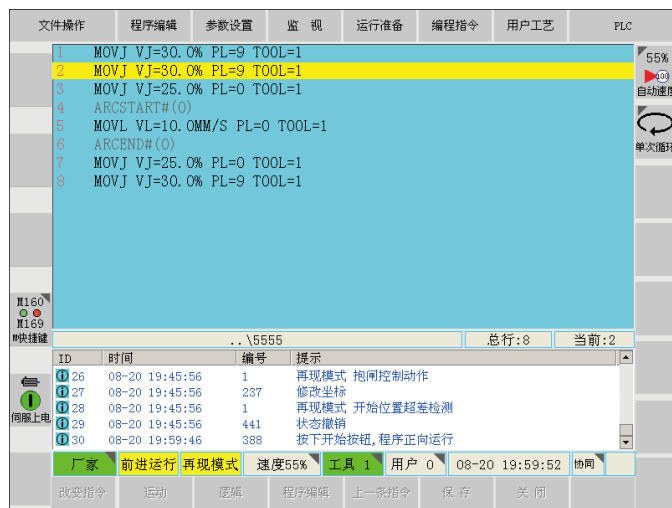 文件操作 程序编辑 参数设置 监 视 运行准备 编程指令 用户工艺 PLC
1 MOVJ VJ=30.0% PL=9 TOOL=1
2 MOVJ VJ=30.0% PL=9 TOOL=1
3 MOVJ VJ=25.0% PL=0 TOOL=1
4 ARCSTART#(0)
5 MOVL VL=10.0MM/S PL=0 TOOL=1
6 ARCEND#(0)
7 MOVJ VJ=25.0% PL=0 TOOL=1
8 MOVJ VJ=30.0% PL=9 TOOL=1
55%
100
自动速度
单次循环
M160
M169
M快捷键
伺服上电
..\5555 总行:8 当前:2
ID 时间 编号 提示
26 08-20 19:45:56 1 再现模式 抱闸控制动作
27 08-20 19:45:56 237 修改坐标
28 08-20 19:45:56 1 再现模式 开始位置超差检测
29 08-20 19:45:56 441 状态撤销
30 08-20 19:59:46 388 按下开始按钮,程序正向运行
厂家 前进运行 再现模式 速度55% 工具 1 用户 0 08-20 19:59:52 协同
改变指令 运动 逻辑 程序编辑 上一条指令 保 存 关 闭